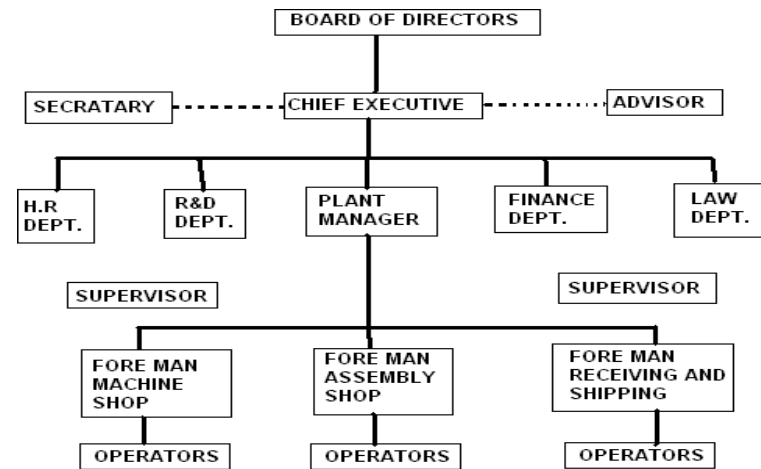 BOARD OF DIRECTORS
SECRATARY
CHIEF EXECUTIVE
ADVISOR
H.R
DEPT.
R&D
DEPT.
PLANT
MANAGER
FINANCE
DEPT.
LAW
DEPT.
SUPERVISOR
SUPERVISOR
FORE MAN
MACHINE
SHOP
FORE MAN
ASSEMBLY
SHOP
FORE MAN
RECEIVING AND
SHIPPING
OPERATORS
OPERATORS
OPERATORS